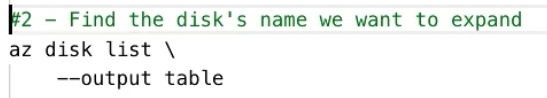 #2 – Find the disk's name we want to expand
az disk list \
--output table